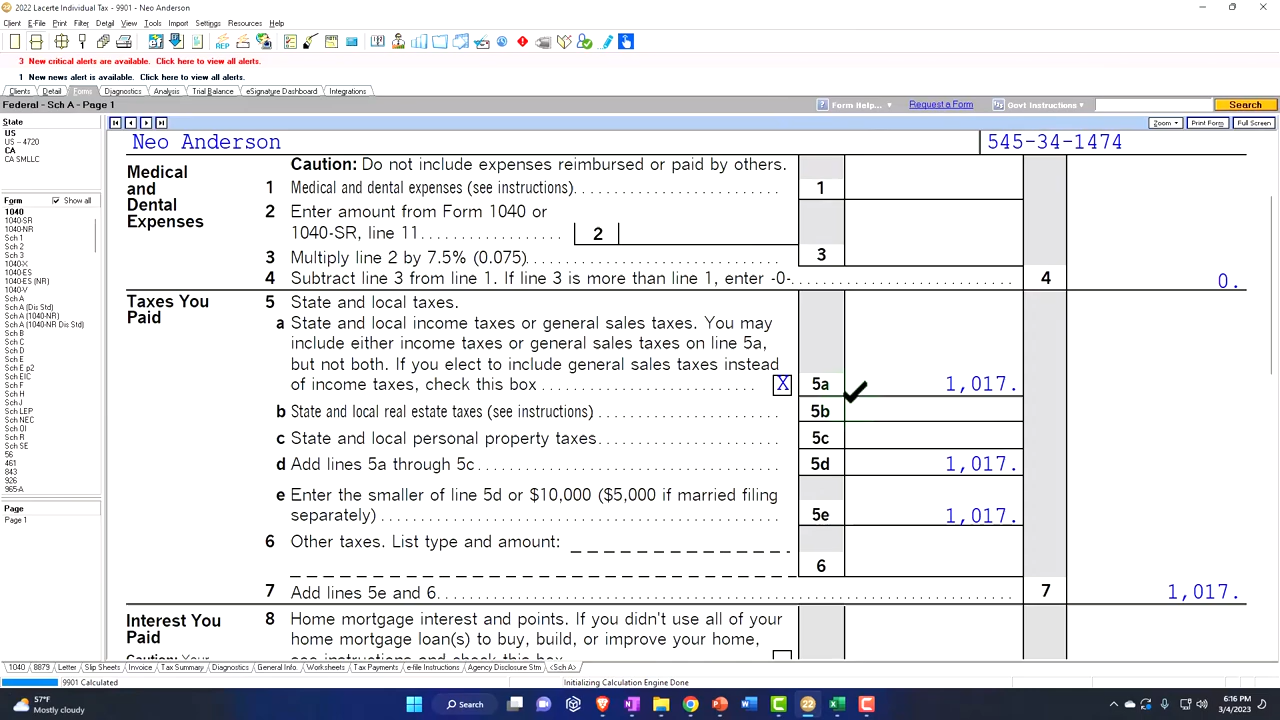 2022 Lacerte Individual Tax - 9901 - Neo Anderson
Client E-File Print Filter Detail View Tools Import Settings Resources Help
REP
3 New critical alerts are available. Click here to view all alerts.
1 New news alert is available. Click here to view all alerts.
Clients Detail Forms Diagnostics Analysis Trial Balance eSignature Dashboard Integrations
Federal - Sch A - Page 1
Form Help... Request a Form Govt Instructions Search
State
US
US - 4720
CA
CA SMLLC
Form Show all
1040
1040-SR
1040-NR
Sch 1
Sch 2
Sch 3
1040-X
1040-ES
1040-ES (NR)
1040-V
Sch A
Sch A (Dis Std)
Sch A (1040-NR)
Sch A (1040-NR Dis Std)
Sch B
Sch C
Sch D
Sch E
Sch E p2
Sch EIC
Sch F
Sch H
Sch J
Sch LEP
Sch NEC
Sch OI
Sch R
Sch SE
56
461
843
926
965-A
Page
Page 1
Zoom Print Form Full Screen
Neo Anderson 545-34-1474
Medical and Dental Expenses
Caution: Do not include expenses reimbursed or paid by others.
1 Medical and dental expenses (see instructions) 1
2 Enter amount from Form 1040 or
1040-SR, line 11 2
3 Multiply line 2 by 7.5% (0.075) 3
4 Subtract line 3 from line 1. If line 3 is more than line 1, enter -0- 4 0.
Taxes You Paid
5 State and local taxes.
a State and local income taxes or general sales taxes. You may
include either income taxes or general sales taxes on line 5a,
but not both. If you elect to include general sales taxes instead
of income taxes, check this box X 5a 1,017.
b State and local real estate taxes (see instructions) 5b
c State and local personal property taxes 5c
d Add lines 5a through 5c 5d 1,017.
e Enter the smaller of line 5d or $10,000 ($5,000 if married filing
separately) 5e 1,017.
6 Other taxes. List type and amount:
6
7 Add lines 5e and 6 7 1,017.
Interest You Paid
8 Home mortgage interest and points. If you didn't use all of your
home mortgage loan(s) to buy, build, or improve your home,
see instructions and check this box
1040 8879 Letter Slip Sheets Invoice Tax Summary Diagnostics General Info. Worksheets Tax Payments e-file Instructions Agency Disclosure Stm <Sch A>
9901 Calculated Initializing Calculation Engine Done
57°F
Mostly cloudy
Search
22
6:16 PM
3/4/2023